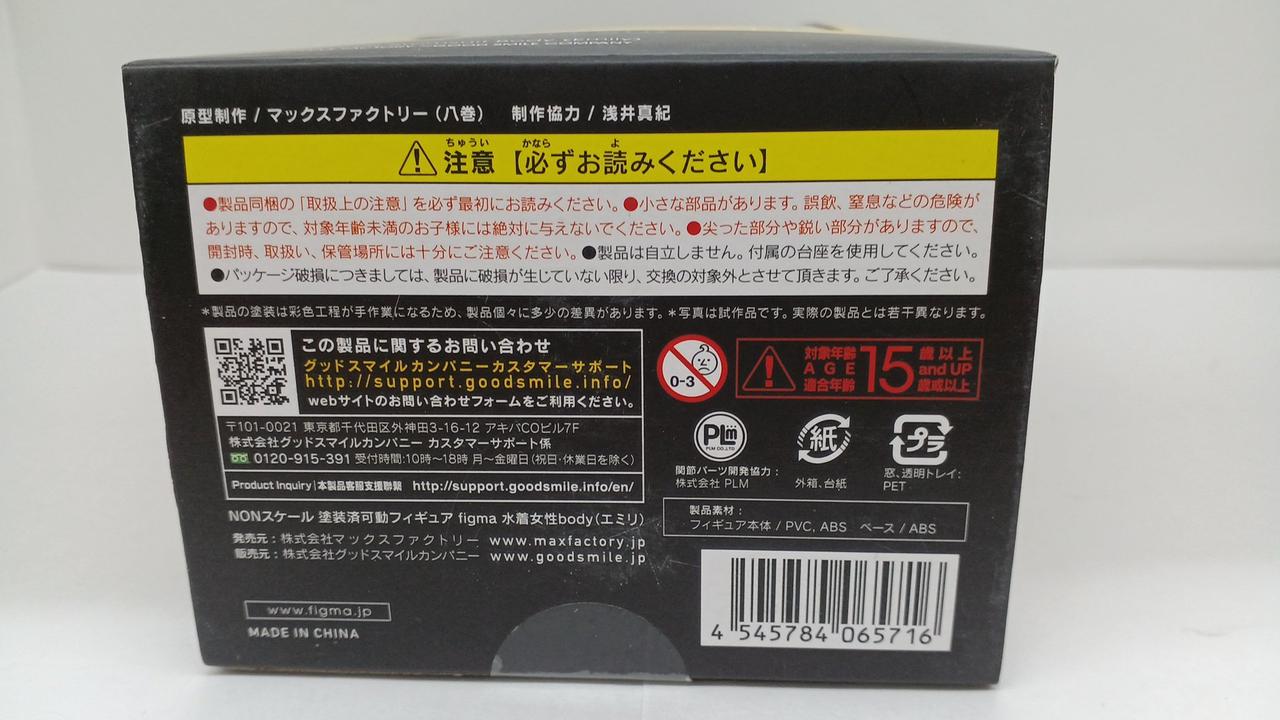 原型制作 / マックスファクトリー(八巻) 制作協力 / 浅井真紀
ちゅうい かなら よ
注意【必ずお読みください】
●製品同梱の「取扱上の注意」を必ず最初にお読みください。●小さな部品があります。誤飲、窒息などの危険が
ありますので、対象年齢未満のお子様には絶対に与えないでください。●尖った部分や鋭い部分がありますので、
開封時、取扱い、保管場所には十分にご注意ください。●製品は自立しません。付属の台座を使用してください。
●パッケージ破損につきましては、製品に破損が生じていない限り、交換の対象外とさせて頂きます。ご了承ください。
*製品の塗装は彩色工程が手作業になるため、製品個々に多少の差異があります。*写真は試作品です。実際の製品とは若干異なります。
この製品に関するお問い合わせ
グッドスマイルカンパニーカスタマーサポート
http://support.goodsmile.info/
webサイトのお問い合わせフォームをご利用ください。
〒101-0021 東京都千代田区外神田3-16-12 アキバCOビル7F
株式会社グッドスマイルカンパニー カスタマーサポート係
0120-915-391 受付時間:10時〜18時 月〜金曜日(祝日・休業日を除く)
Product Inquiry|本製品客服支援聯繫 http://support.goodsmile.info/en/
NONスケール 塗装済可動フィギュア figma 水着女性body(エミリ)
発売元:株式会社マックスファクトリー www.maxfactory.jp
販売元:株式会社グッドスマイルカンパニー www.goodsmile.jp
www.figma.jp
MADE IN CHINA
0-3
対象年齢 15 歳以上
AGE and UP
適合年齢 歳或以上
PLM
PLM CO.,LTD
関節パーツ開発協力:
株式会社 PLM
紙
外箱、台紙
プラ
窓、透明トレイ:
PET
製品素材:
フィギュア本体 / PVC, ABS ベース / ABS
4 545784 065716